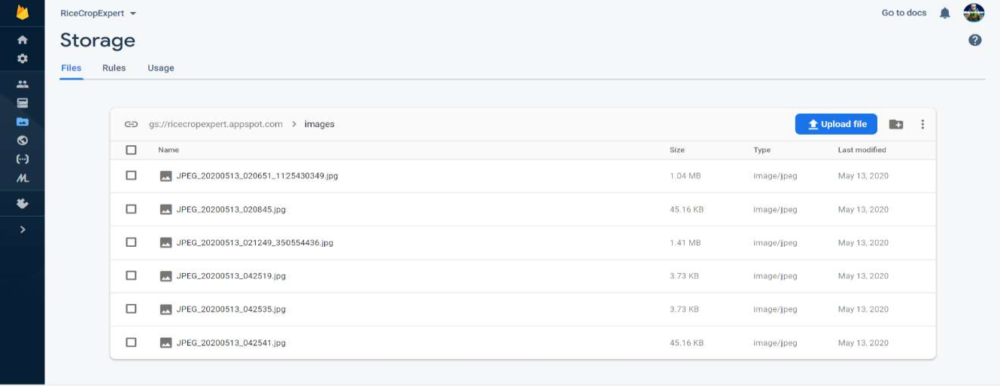 RiceCropExpert
Go to docs
Storage
Files Rules Usage
gs://ricecropexpert.appspot.com > images
Upload file
Name Size Type Last modified
JPEG_20200513_020651_1125430349.jpg 1.04 MB image/jpeg May 13, 2020
JPEG_20200513_020845.jpg 45.16 KB image/jpeg May 13, 2020
JPEG_20200513_021249_350554436.jpg 1.41 MB image/jpeg May 13, 2020
JPEG_20200513_042519.jpg 3.73 KB image/jpeg May 13, 2020
JPEG_20200513_042535.jpg 3.73 KB image/jpeg May 13, 2020
JPEG_20200513_042541.jpg 45.16 KB image/jpeg May 13, 2020